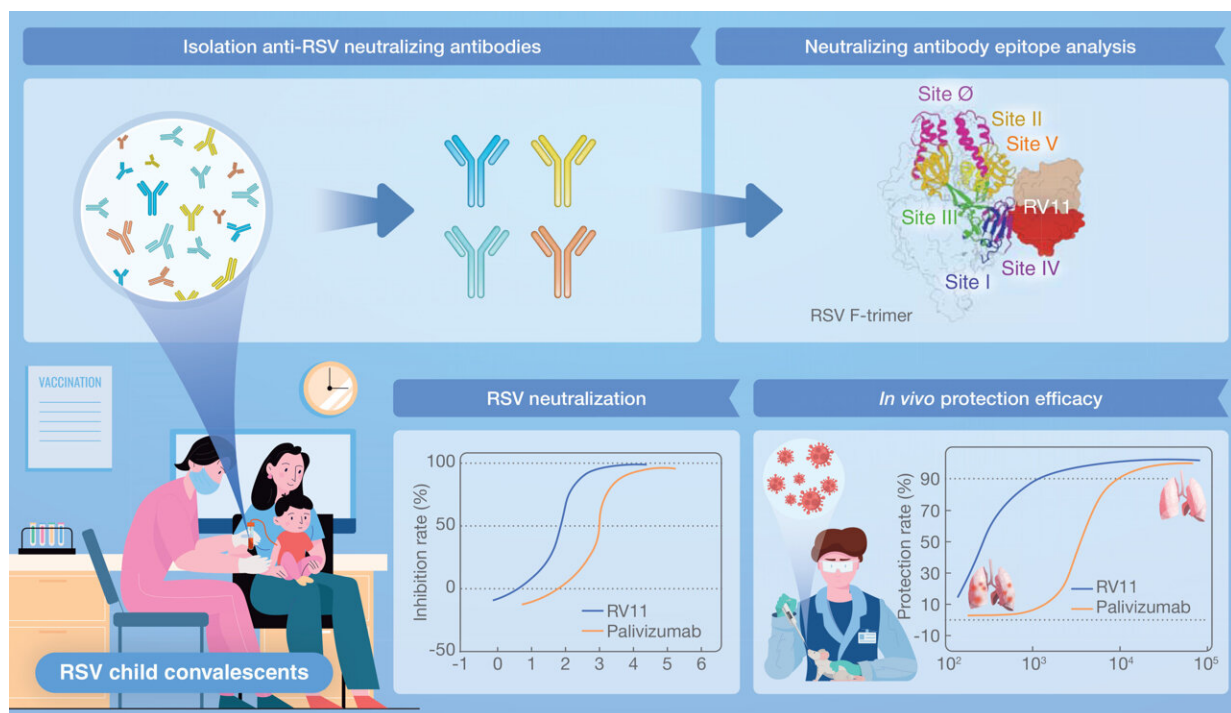 Isolation anti-RSV neutralizing antibodies
Neutralizing antibody epitope analysis
Site Ø
Site II
Site V
RV11
Site III
Site IV
Site I
RSV F-trimer
VACCINATION
RSV child convalescents
RSV neutralization
Inhibition rate (%)
100
50
0
-50
-1 0 1 2 3 4 5 6
RV11
Palivizumab
In vivo protection efficacy
Protection rate (%)
90
70
50
30
10
-10
10² 10³ 10⁴ 10⁵
RV11
Palivizumab